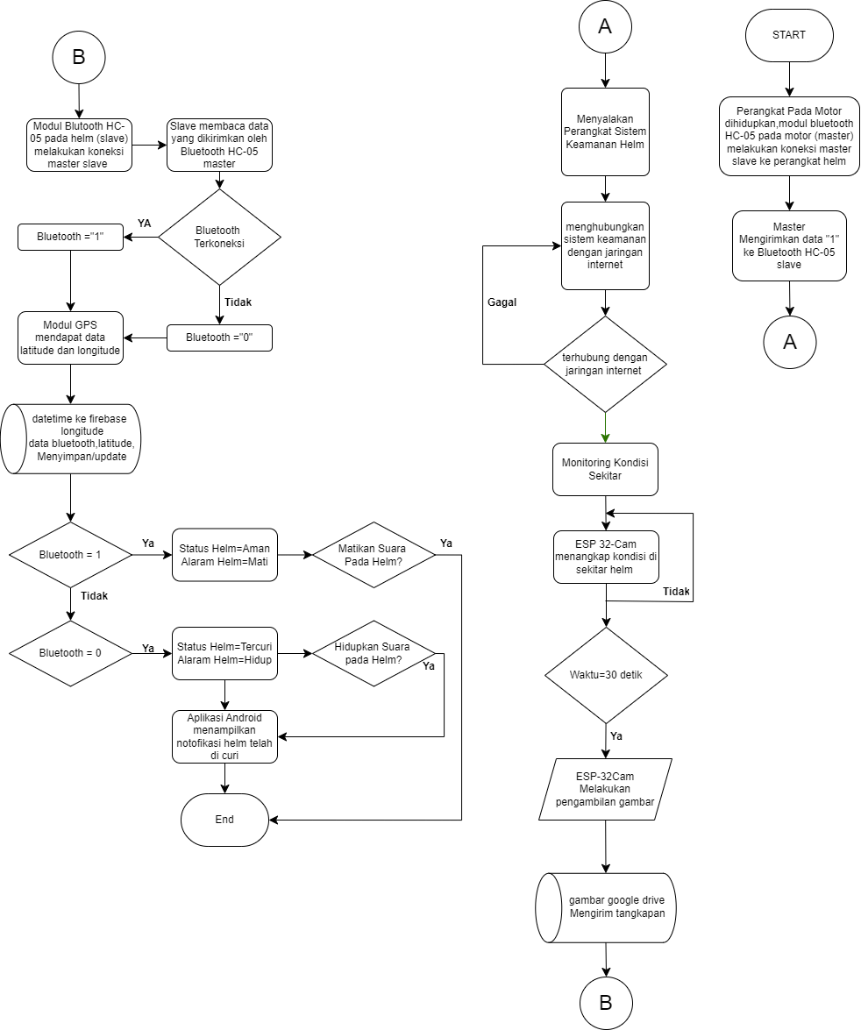 START
Perangkat Pada Motor
dihidupkan,modul bluetooth
HC-05 pada motor (master)
melakukan koneksi master
slave ke perangkat helm
Master
Mengirimkan data "1"
ke Bluetooth HC-05
slave
A
A
Menyalakan
Perangkat Sistem
Keamanan Helm
menghubungkan
sistem keamanan
dengan jaringan
internet
Gagal
terhubung dengan
jaringan internet
Monitoring Kondisi
Sekitar
ESP 32-Cam
menangkap kondisi di
sekitar helm
Tidak
Waktu=30 detik
Ya
ESP-32Cam
Melakukan
pengambilan gambar
gambar google drive
Mengirim tangkapan
B
B
Modul Blutooth HC-
05 pada helm (slave)
melakukan koneksi
master slave
Slave membaca data
yang dikirimkan oleh
Bluetooth HC-05
master
Bluetooth
Terkoneksi
YA
Bluetooth ="1"
Tidak
Bluetooth ="0"
Modul GPS
mendapat data
latitude dan longitude
datetime ke firebase
longitude
data bluetooth,latitude,
Menyimpan/update
Bluetooth = 1
Ya
Status Helm=Aman
Alaram Helm=Mati
Matikan Suara
Pada Helm?
Ya
Tidak
Bluetooth = 0
Ya
Status Helm=Tercuri
Alaram Helm=Hidup
Hidupkan Suara
pada Helm?
Ya
Aplikasi Android
menampilkan
notofikasi helm telah
di curi
End